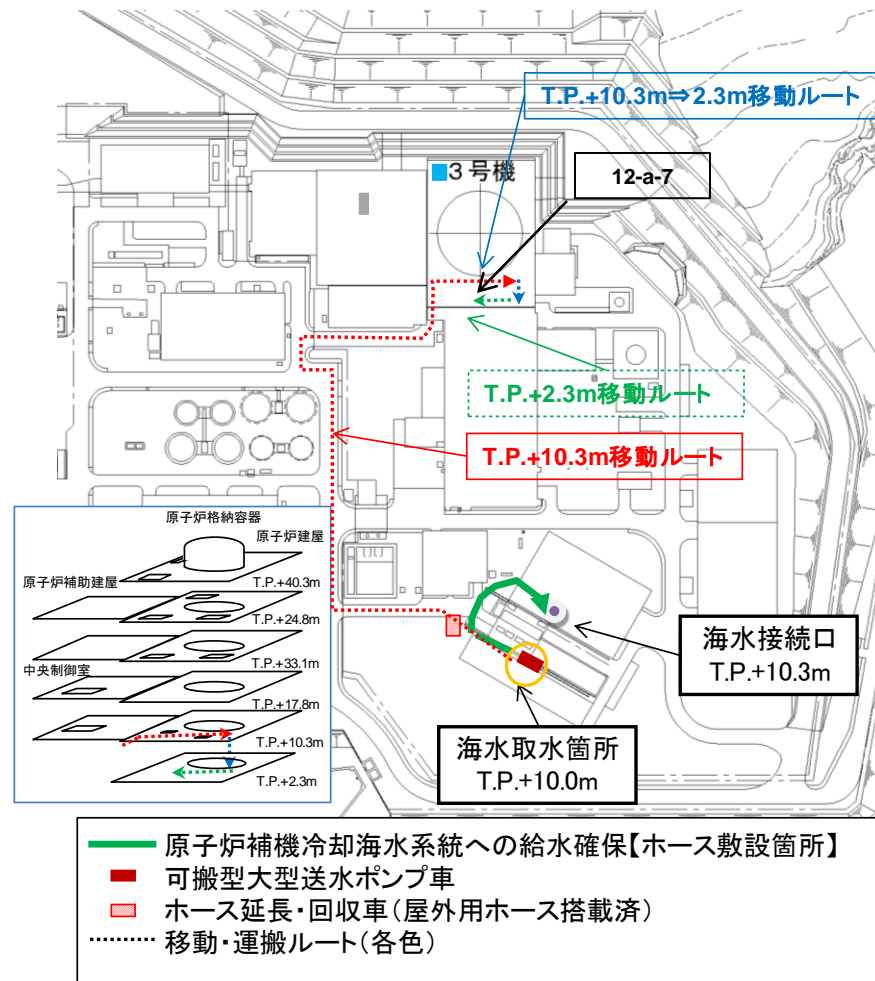 T.P.+10.3m⇒2.3m移動ルート
3号機
12-a-7
T.P.+2.3m移動ルート
T.P.+10.3m移動ルート
原子炉格納容器
原子炉建屋
T.P.+40.3m
原子炉補助建屋
T.P.+24.8m
T.P.+33.1m
中央制御室
T.P.+17.8m
T.P.+10.3m
T.P.+2.3m
海水接続口
T.P.+10.3m
海水取水箇所
T.P.+10.0m
原子炉補機冷却海水系統への給水確保【ホース敷設箇所】
可搬型大型送水ポンプ車
ホース延長・回収車(屋外用ホース搭載済)
移動・運搬ルート(各色)